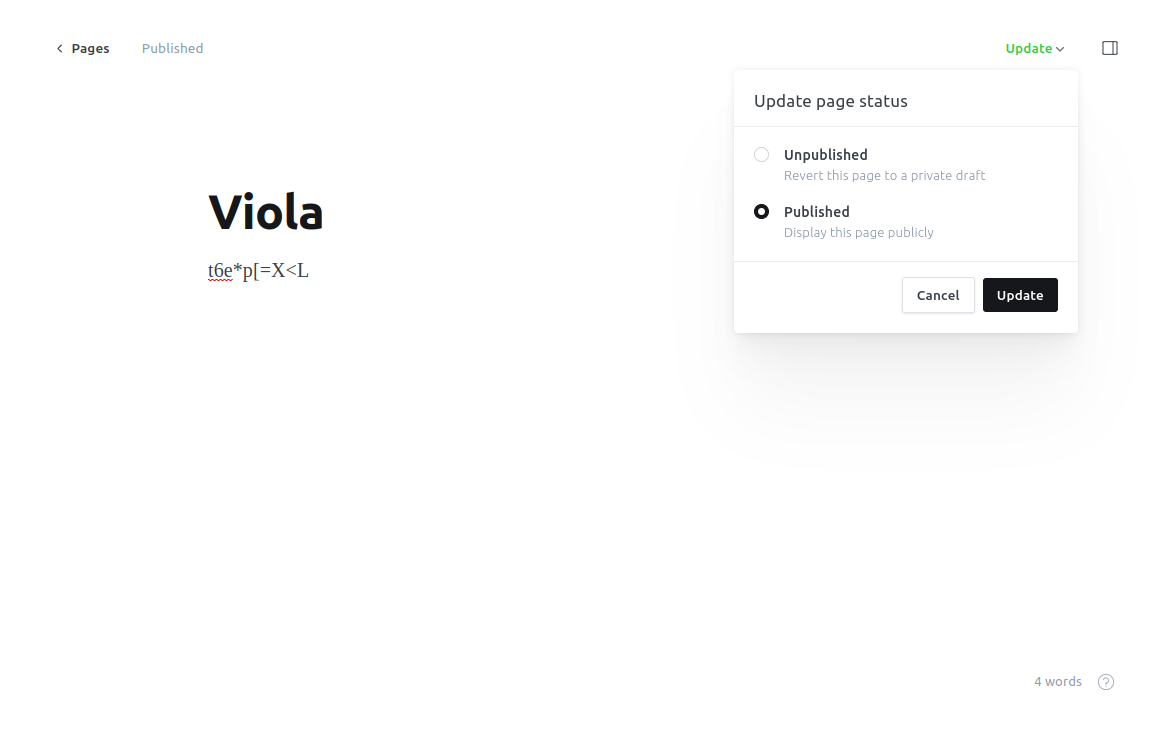 Pages
Published
Update
Update page status
Unpublished
Revert this page to a private draft
Published
Display this page publicly
Cancel
Update
Viola
t6e*p[=X<L
4 words
?